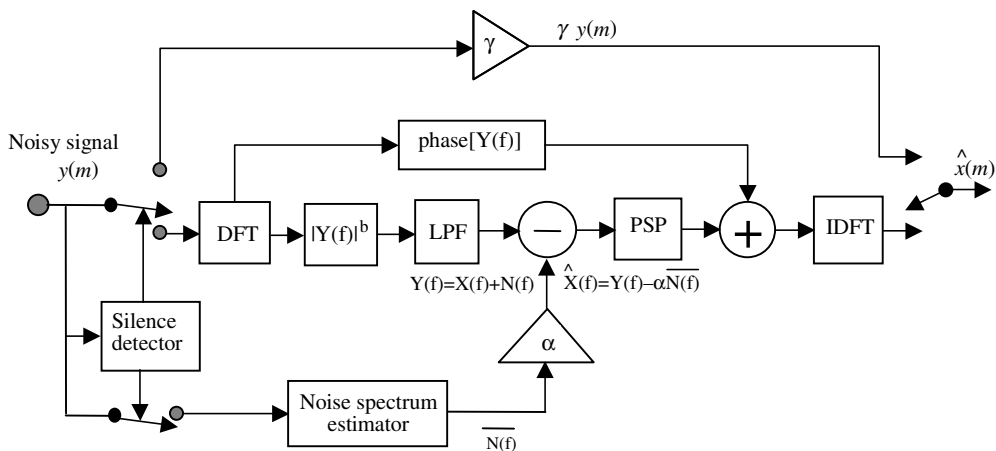 γ
γ y(m)
Noisy signal
y(m)
phase[Y(f)]
x̂(m)
DFT
|Y(f)|ᵇ
LPF
−
PSP
+
IDFT
Y(f)=X(f)+N(f)
X̂(f)=Y(f)−αN̅(̅f̅)̅
Silence
detector
α
Noise spectrum
estimator
N̅(̅f̅)̅